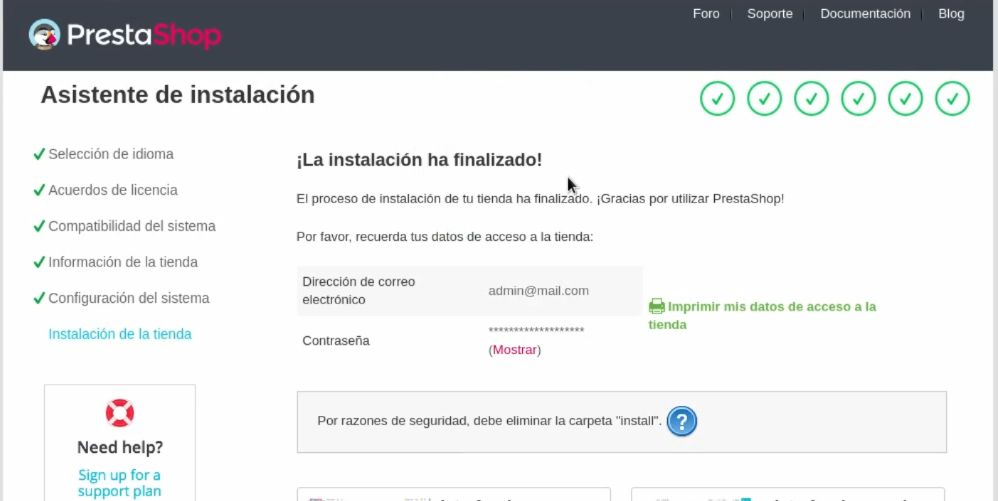 Foro
Soporte
Documentación
Blog
PrestaShop
Asistente de instalación
Selección de idioma
Acuerdos de licencia
Compatibilidad del sistema
Información de la tienda
Configuración del sistema
Instalación de la tienda
Need help?
Sign up for a
support plan
¡La instalación ha finalizado!
El proceso de instalación de tu tienda ha finalizado. ¡Gracias por utilizar PrestaShop!
Por favor, recuerda tus datos de acceso a la tienda:
Dirección de correo
electrónico
admin@mail.com
Contraseña
*******************
(Mostrar)
Imprimir mis datos de acceso a la
tienda
Por razones de seguridad, debe eliminar la carpeta "install".
?